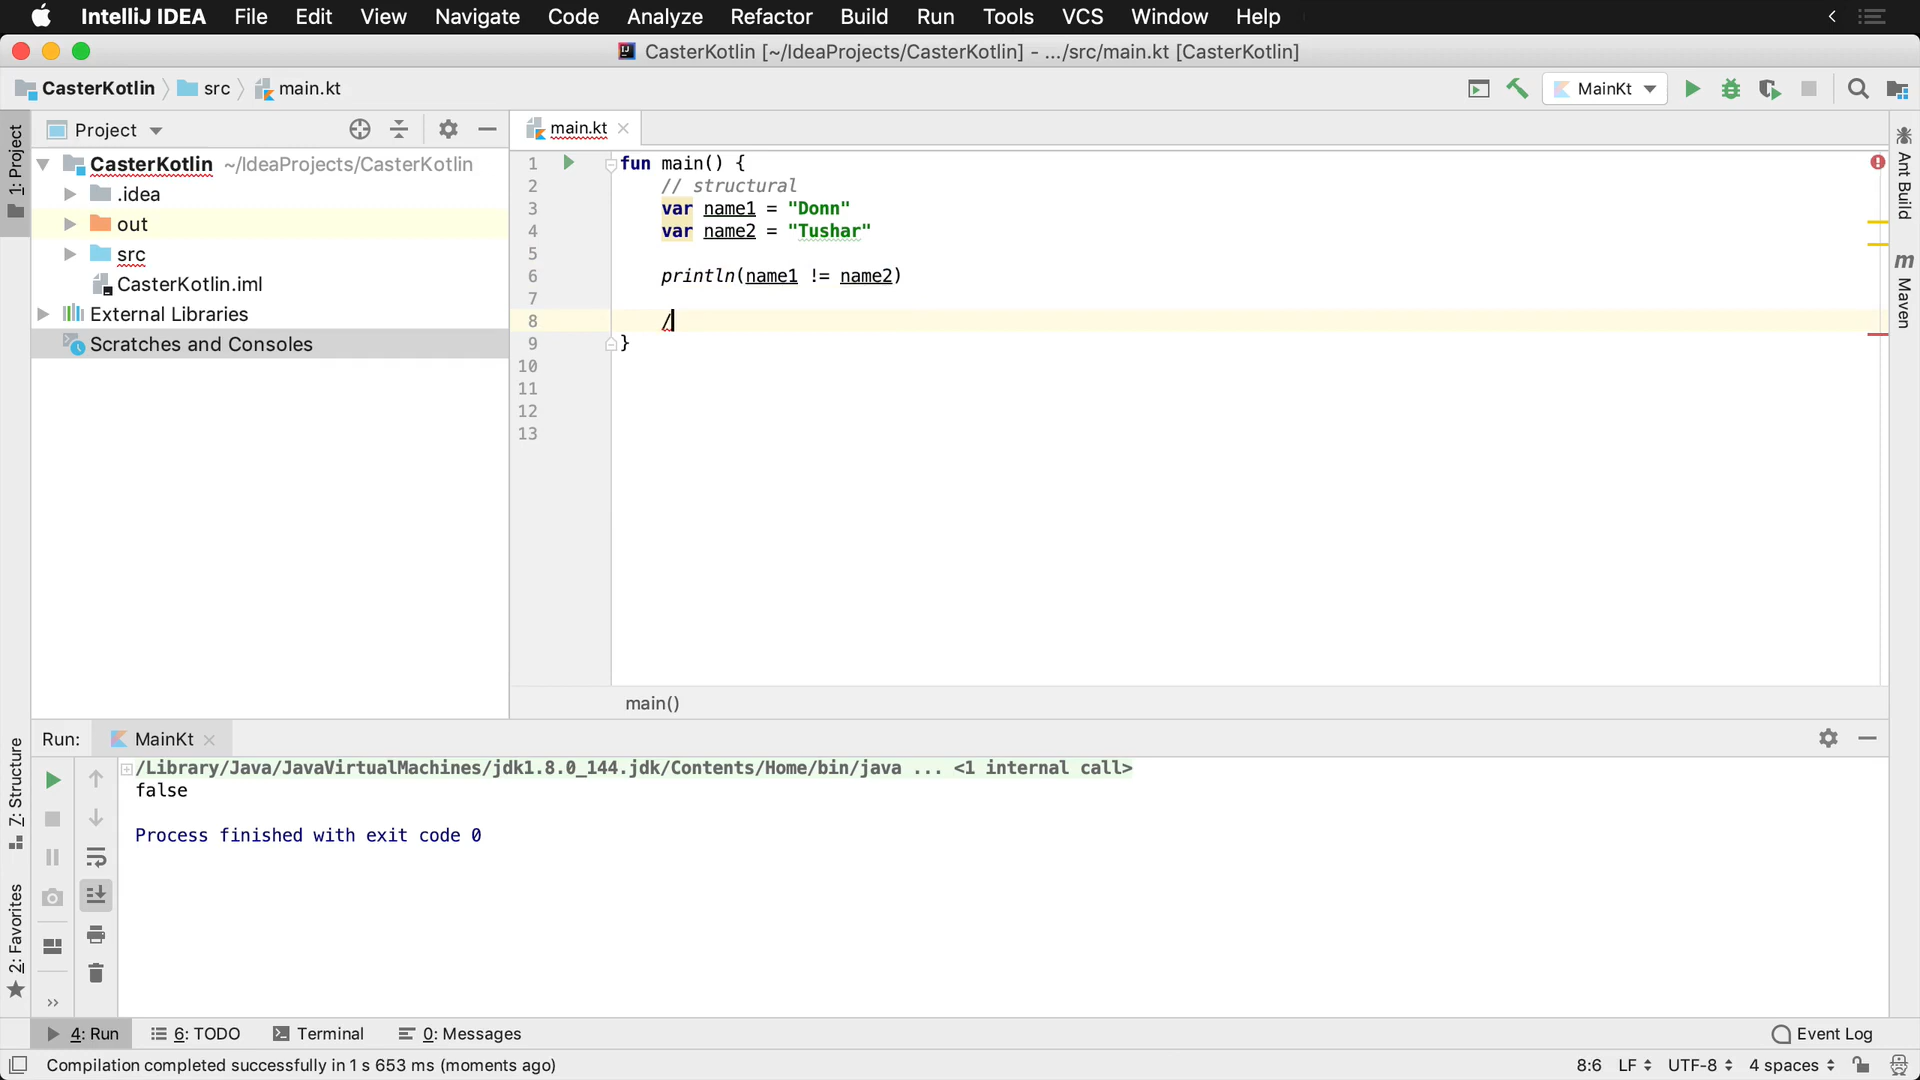 IntelliJ IDEA File Edit View Navigate Code Analyze Refactor Build Run Tools VCS Window Help
CasterKotlin [~/IdeaProjects/CasterKotlin] - .../src/main.kt [CasterKotlin]
CasterKotlin src main.kt
MainKt
1: Project
Project
CasterKotlin ~/IdeaProjects/CasterKotlin
.idea
out
src
CasterKotlin.iml
External Libraries
Scratches and Consoles
main.kt
1 fun main() {
2 // structural
3 var name1 = "Donn"
4 var name2 = "Tushar"
5
6 println(name1 != name2)
7
8 /
9 }
10
11
12
13
main()
Ant Build
m Maven
Run: MainKt
/Library/Java/JavaVirtualMachines/jdk1.8.0_144.jdk/Contents/Home/bin/java ... <1 internal call>
false
Process finished with exit code 0
Z: Structure
2: Favorites
4: Run 6: TODO Terminal 0: Messages Event Log
Compilation completed successfully in 1 s 653 ms (moments ago) 8:6 LF UTF-8 4 spaces